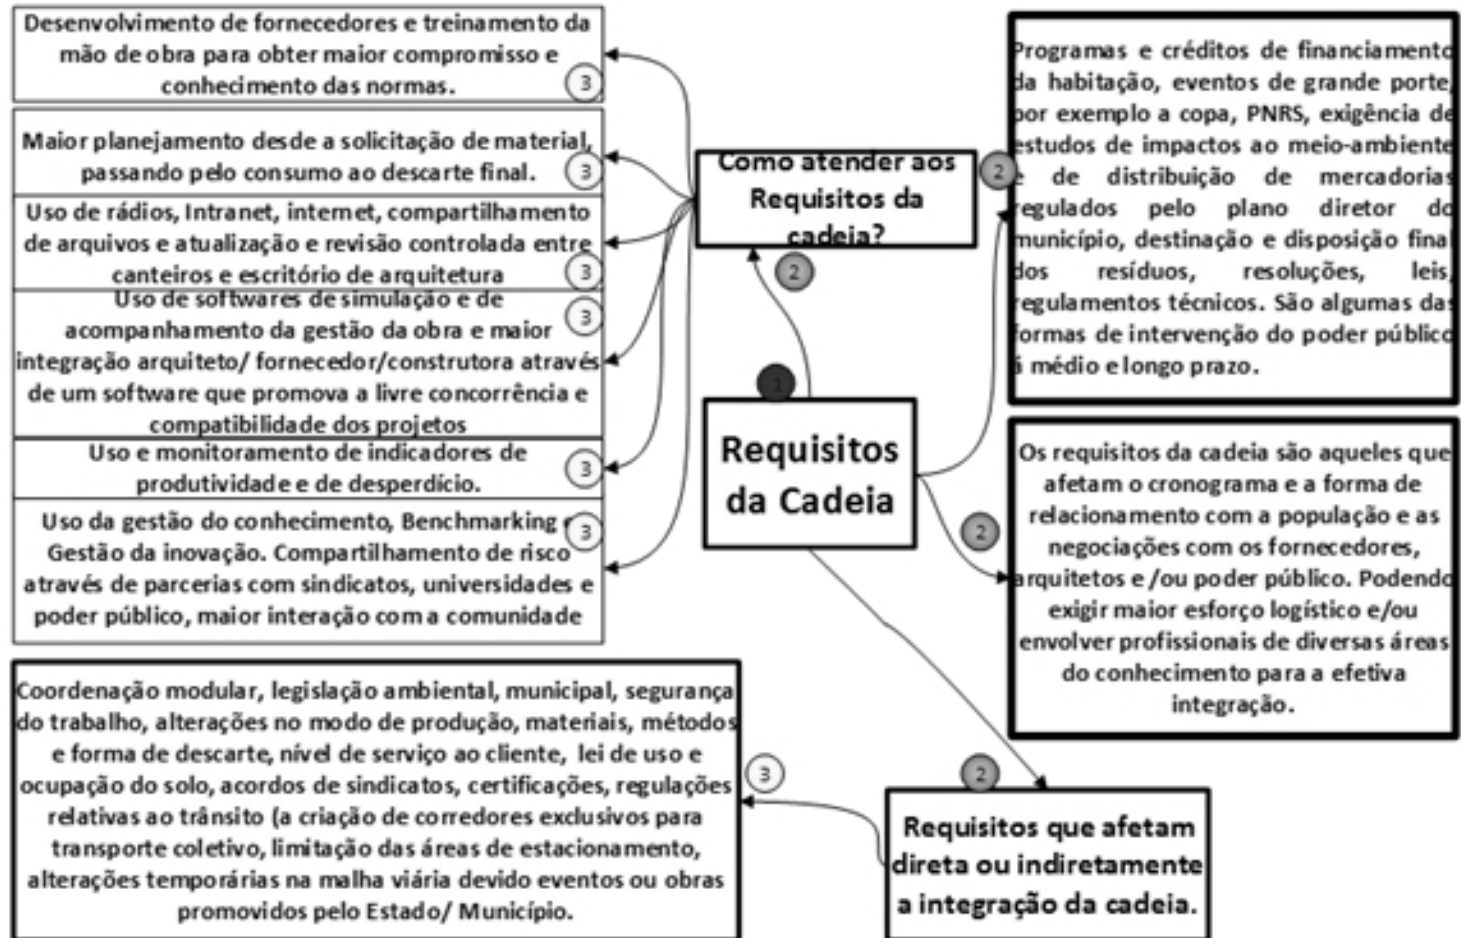 Desenvolvimento de fornecedores e treinamento da
mão de obra para obter maior compromisso e
conhecimento das normas.
3
Maior planejamento desde a solicitação de material,
passando pelo consumo ao descarte final.
3
Uso de rádios, Intranet, internet, compartilhamento
de arquivos e atualização e revisão controlada entre
canteiros e escritório de arquitetura
3
Uso de softwares de simulação e de
acompanhamento da gestão da obra e maior
integração arquiteto/ fornecedor/construtora através
de um software que promova a livre concorrência e
compatibilidade dos projetos
3
Uso e monitoramento de indicadores de
produtividade e de desperdício.
3
Uso da gestão do conhecimento, Benchmarking
Gestão da inovação. Compartilhamento de risco
através de parcerias com sindicatos, universidades e
poder público, maior interação com a comunidade
3
Como atender aos
Requisitos da
cadeia?
2
1
Requisitos
da Cadeia
2
Programas e créditos de financiamento
da habitação, eventos de grande porte,
por exemplo a copa, PNRS, exigência de
estudos de impactos ao meio-ambiente
e de distribuição de mercadorias
regulados pelo plano diretor do
município, destinação e disposição final
dos resíduos, resoluções, leis,
regulamentos técnicos. São algumas das
formas de intervenção do poder público
á médio e longo prazo.
2
Os requisitos da cadeia são aqueles que
afetam o cronograma e a forma de
relacionamento com a população e as
negociações com os fornecedores,
arquitetos e /ou poder público. Podendo
exigir maior esforço logístico e/ou
envolver profissionais de diversas áreas
do conhecimento para a efetiva
integração.
2
Requisitos que afetam
direta ou indiretamente
a integração da cadeia.
3
Coordenação modular, legislação ambiental, municipal, segurança
do trabalho, alterações no modo de produção, materiais, métodos
e forma de descarte, nível de serviço ao cliente, lei de uso e
ocupação do solo, acordos de sindicatos, certificações, regulações
relativas ao trânsito (a criação de corredores exclusivos para
transporte coletivo, limitação das áreas de estacionamento,
alterações temporárias na malha viária devido eventos ou obras
promovidos pelo Estado/ Município.